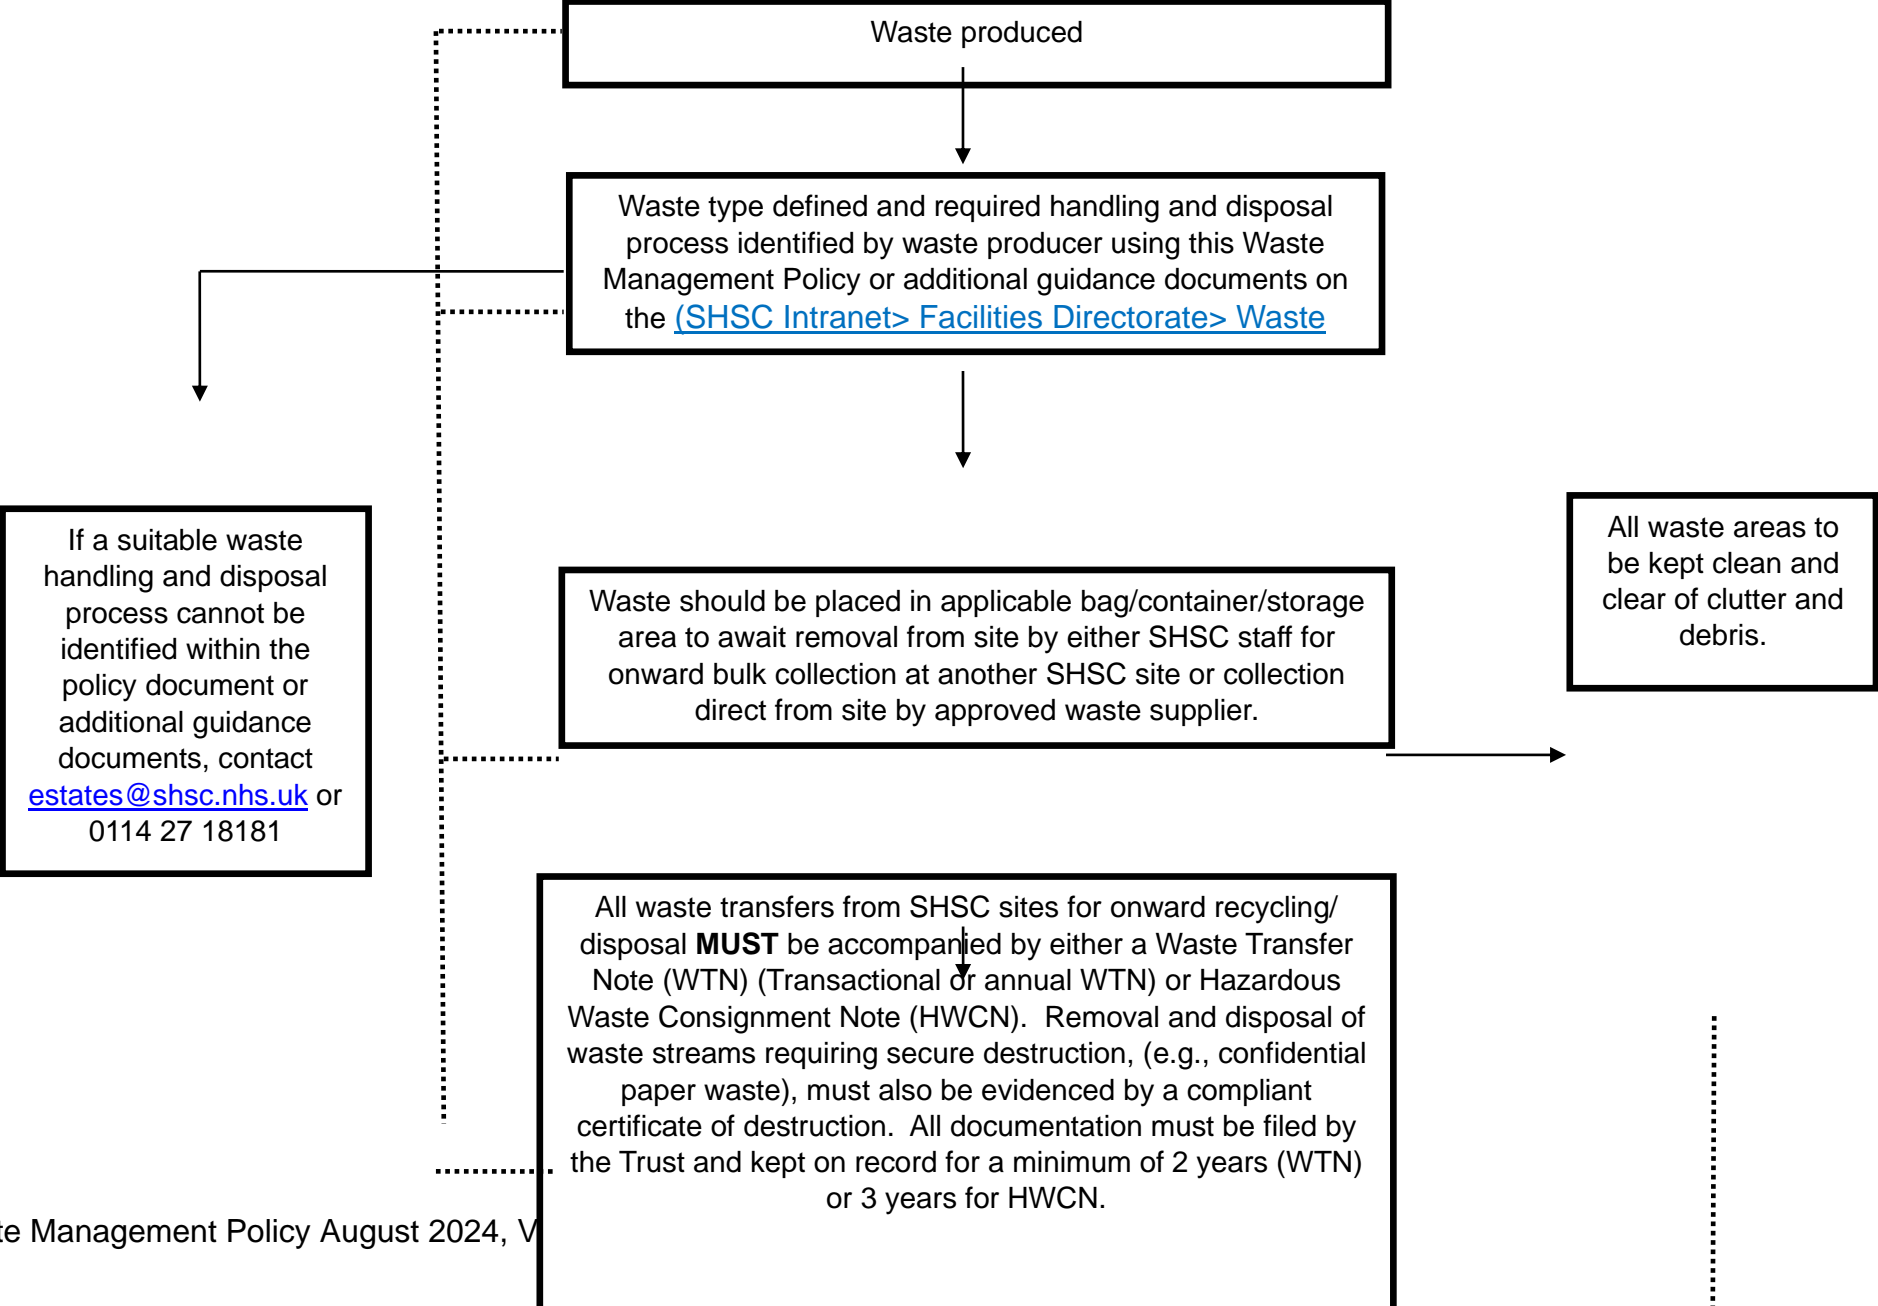 Waste produced
Waste type defined and required handling and disposal
process identified by waste producer using this Waste
Management Policy or additional guidance documents on
the (SHSC Intranet> Facilities Directorate> Waste
If a suitable waste
handling and disposal
process cannot be
identified within the
policy document or
additional guidance
documents, contact
estates@shsc.nhs.uk or
0114 27 18181
Waste should be placed in applicable bag/container/storage
area to await removal from site by either SHSC staff for
onward bulk collection at another SHSC site or collection
direct from site by approved waste supplier.
All waste areas to
be kept clean and
clear of clutter and
debris.
All waste transfers from SHSC sites for onward recycling/
disposal MUST be accompanied by either a Waste Transfer
Note (WTN) (Transactional or annual WTN) or Hazardous
Waste Consignment Note (HWCN). Removal and disposal of
waste streams requiring secure destruction, (e.g., confidential
paper waste), must also be evidenced by a compliant
certificate of destruction. All documentation must be filed by
the Trust and kept on record for a minimum of 2 years (WTN)
or 3 years for HWCN.
te Management Policy August 2024, V